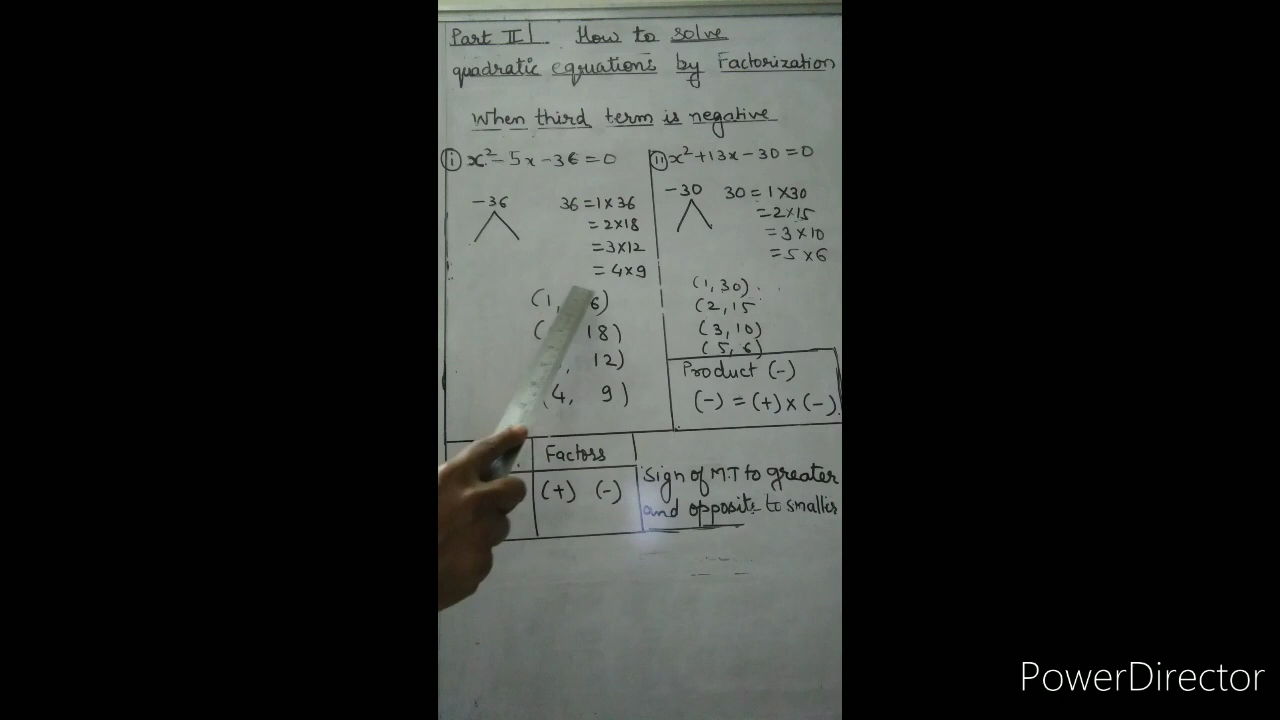 Part II How to solve
quadratic equations by Factorization
When third term is negative
(i) x² - 5x - 36 = 0
-36
36 = 1 × 36
= 2×18
= 3×12
= 4×9
(1, 6)
( 18)
, 12)
4, 9)
(ii) x² + 13x - 30 = 0
-30
30 = 1 × 30
= 2×15
= 3 × 10
= 5 × 6
(1, 30)
(2, 15
(3, 10)
(5, 6)
Product (-)
(-) = (+) × (-)
Factors
(+) (-)
Sign of M.T to greater
and opposite to smaller
PowerDirector